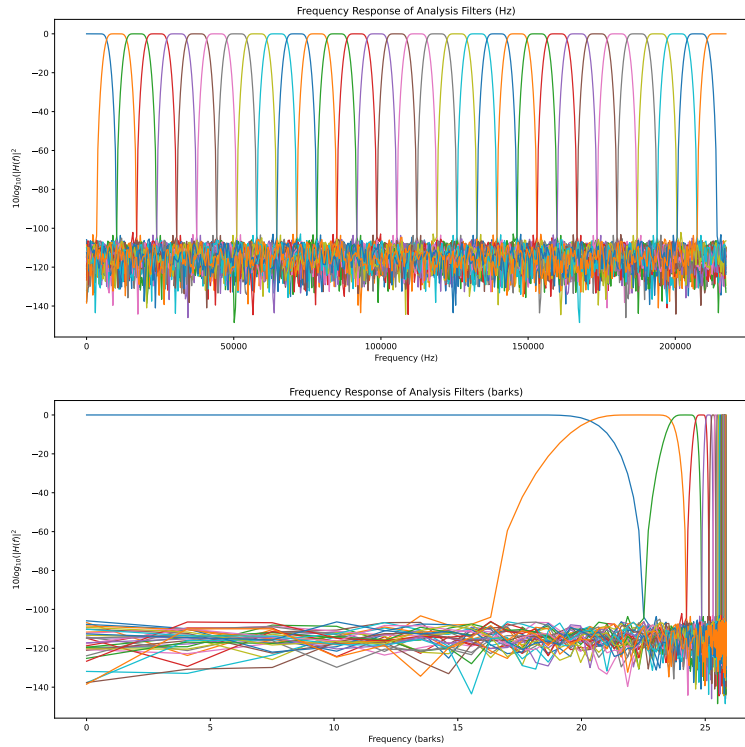 Frequency Response of Analysis Filters (Hz)
10log₁₀(|H(f)|²
0
−20
−40
−60
−80
−100
−120
−140
0 50000 100000 150000 200000
Frequency (Hz)
Frequency Response of Analysis Filters (barks)
10log₁₀(|H(f)|²
0
−20
−40
−60
−80
−100
−120
−140
0 5 10 15 20 25
Frequency (barks)